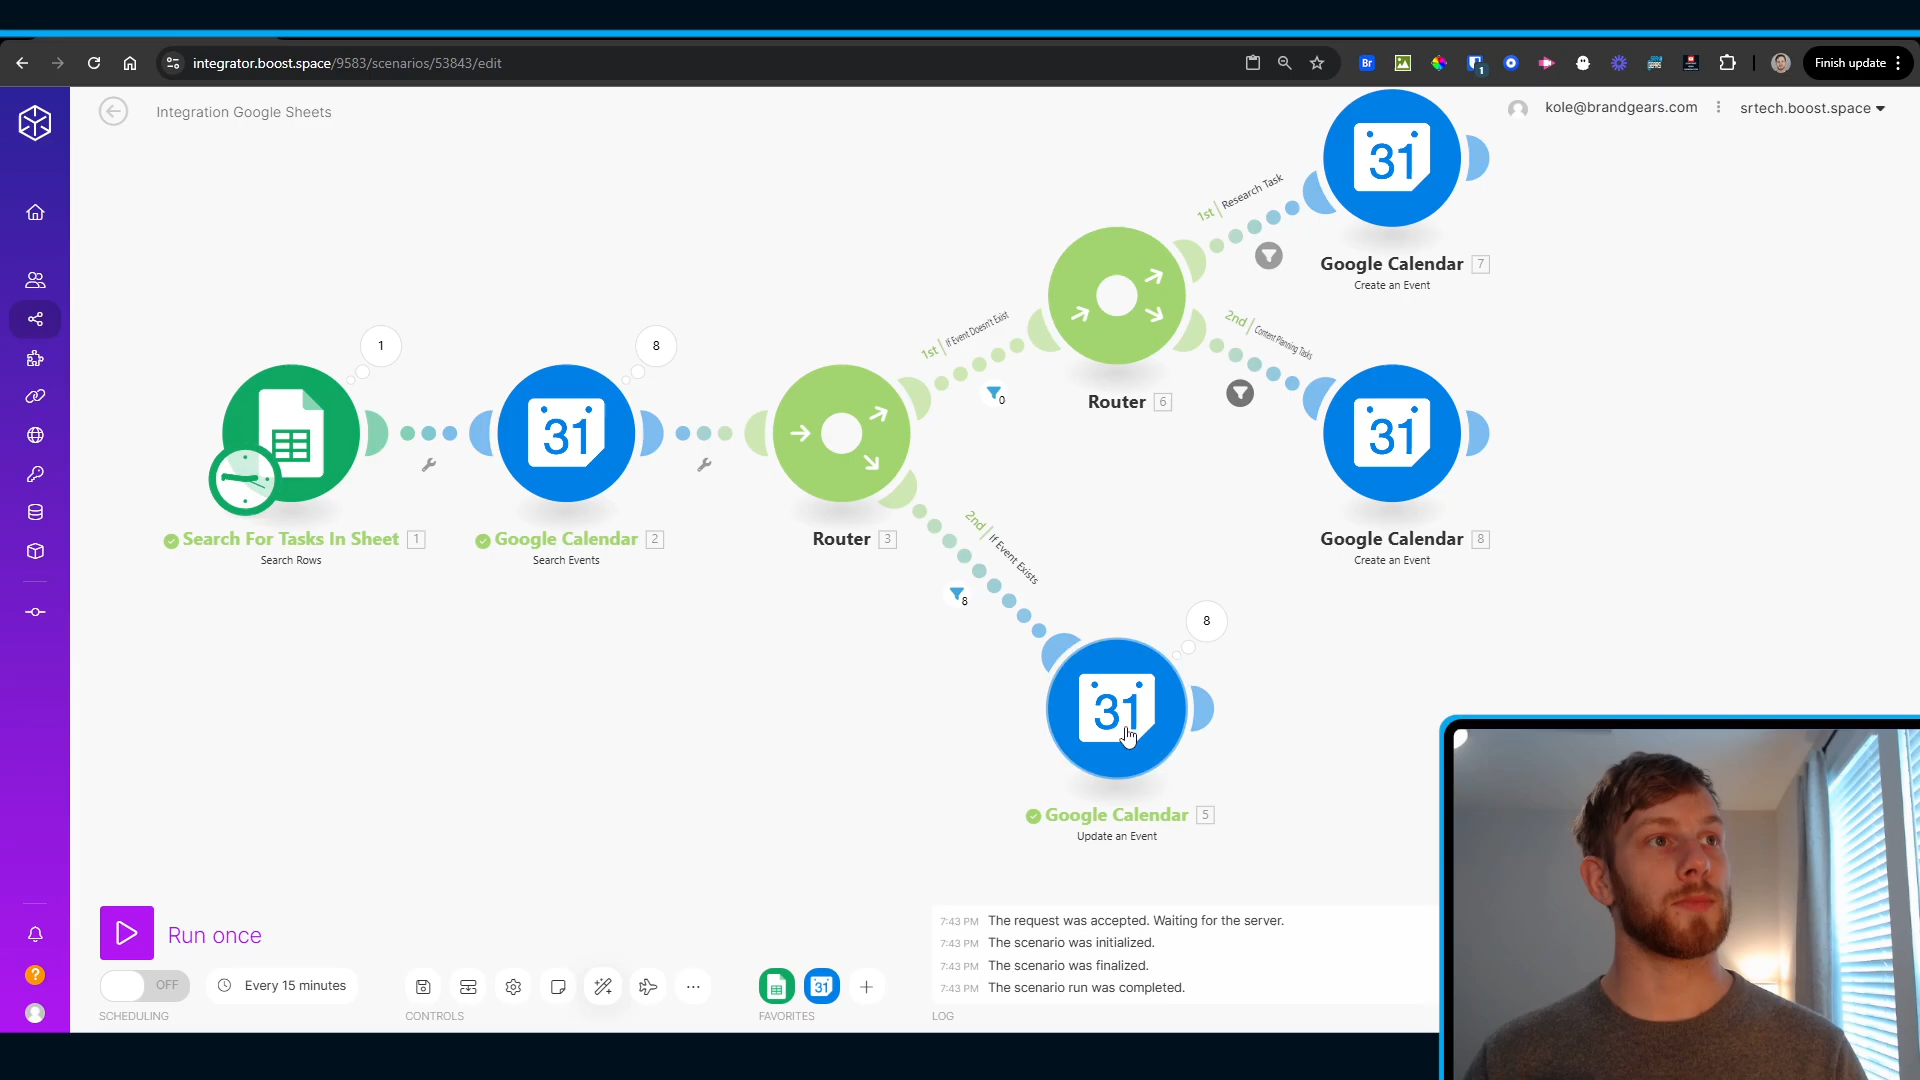 integrator.boost.space/9583/scenarios/53843/edit
Br
1
Finish update
Integration Google Sheets
kole@brandgears.com
srtech.boost.space
31
1st | Research Task
Google Calendar 7
Create an Event
1st | If Event Doesn't Exist
2nd | Content Planning Tasks
1
8
0
Router 6
31
31
Search For Tasks In Sheet 1
Search Rows
Google Calendar 2
Search Events
Router 3
2nd | If Event Exists
Google Calendar 8
Create an Event
8
8
31
Google Calendar 5
Update an Event
Run once
7:43 PM The request was accepted. Waiting for the server.
7:43 PM The scenario was initialized.
7:43 PM The scenario was finalized.
7:43 PM The scenario run was completed.
OFF
Every 15 minutes
31
?
SCHEDULING
CONTROLS
FAVORITES
LOG